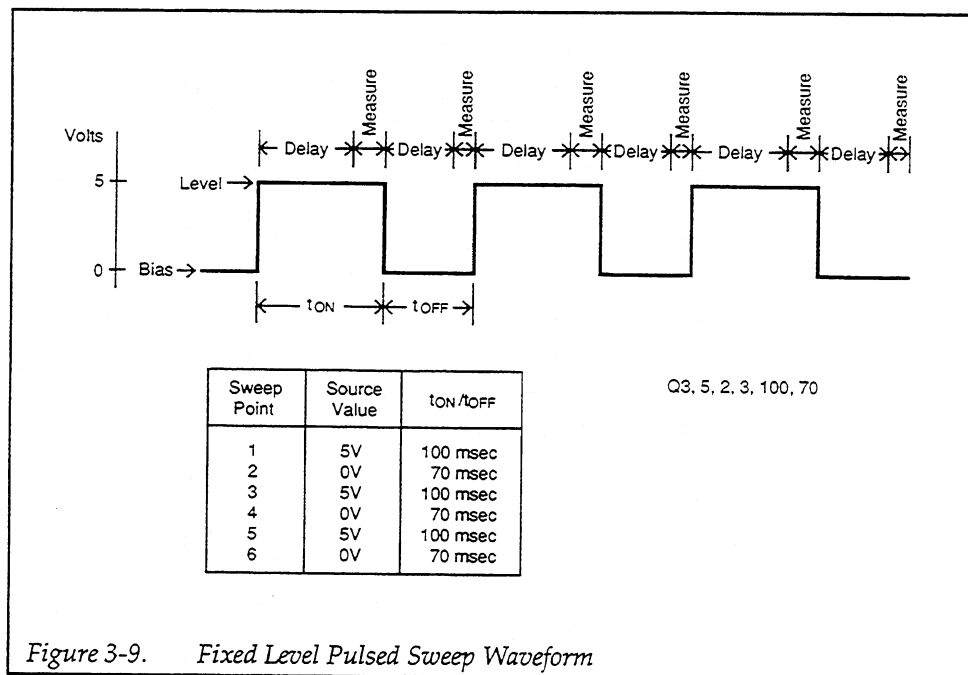 Measure Measure Measure Measure Measure Measure
Volts
Delay Delay Delay Delay Delay Delay
5 Level
0 Bias
tON tOFF
Sweep Point Source Value tON/tOFF
1 5V 100 msec
2 0V 70 msec
3 5V 100 msec
4 0V 70 msec
5 5V 100 msec
6 0V 70 msec
Q3, 5, 2, 3, 100, 70
Figure 3-9. Fixed Level Pulsed Sweep Waveform